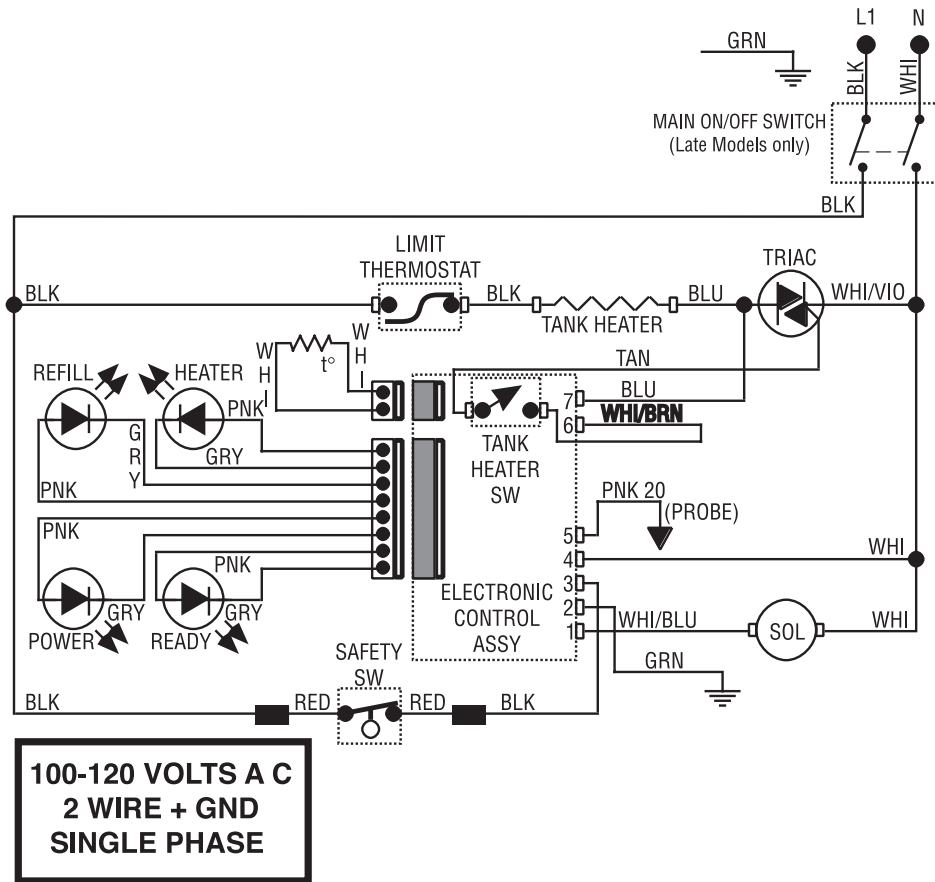 L1 N
GRN
BLK
WHI
MAIN ON/OFF SWITCH
(Late Models only)
BLK
LIMIT
THERMOSTAT
TRIAC
BLK
BLK
BLU
WHI/VIO
TANK HEATER
WHI
t°
WHI
TAN
REFILL
HEATER
PNK
GRY
GRY
BLU
7
WHI/BRN
6
TANK
HEATER
SW
PNK
PNK 20
(PROBE)
PNK
5
WHI
4
PNK
3
ELECTRONIC
CONTROL
ASSY
2
WHI/BLU
1
SOL
WHI
GRY
GRY
POWER
READY
SAFETY
SW
GRN
BLK
RED
RED
BLK
100-120 VOLTS A C
2 WIRE + GND
SINGLE PHASE